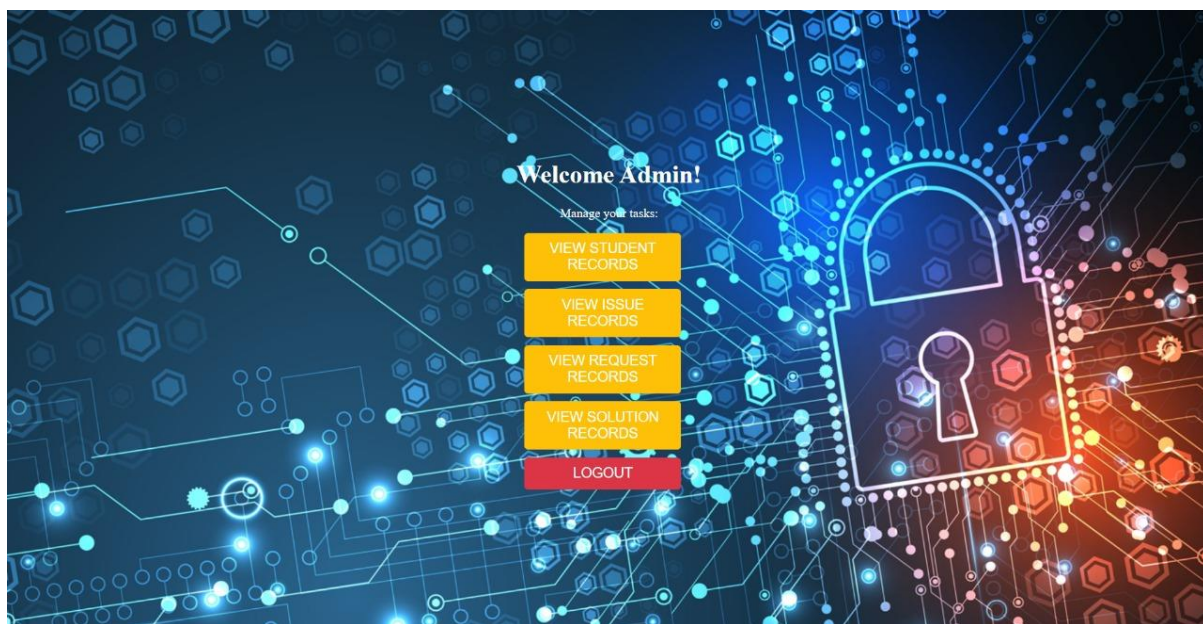 Welcome Admin!
Manage your tasks:
VIEW STUDENT
RECORDS
VIEW ISSUE
RECORDS
VIEW REQUEST
RECORDS
VIEW SOLUTION
RECORDS
LOGOUT